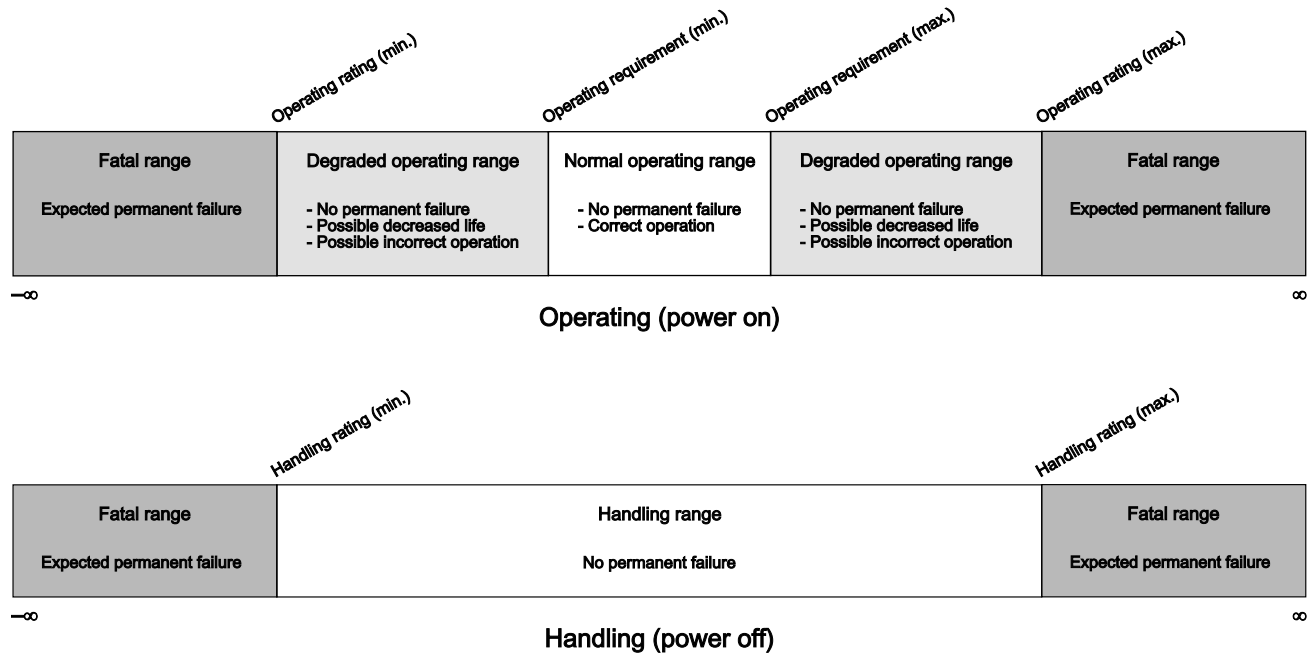 Operating rating (min.)
Operating requirement (min.)
Operating requirement (max.)
Operating rating (max.)
Fatal range
Expected permanent failure
Degraded operating range
- No permanent failure
- Possible decreased life
- Possible incorrect operation
Normal operating range
- No permanent failure
- Correct operation
Degraded operating range
- No permanent failure
- Possible decreased life
- Possible incorrect operation
Fatal range
Expected permanent failure
–∞
∞
Operating (power on)
Handling rating (min.)
Handling rating (max.)
Fatal range
Expected permanent failure
Handling range
No permanent failure
Fatal range
Expected permanent failure
–∞
∞
Handling (power off)